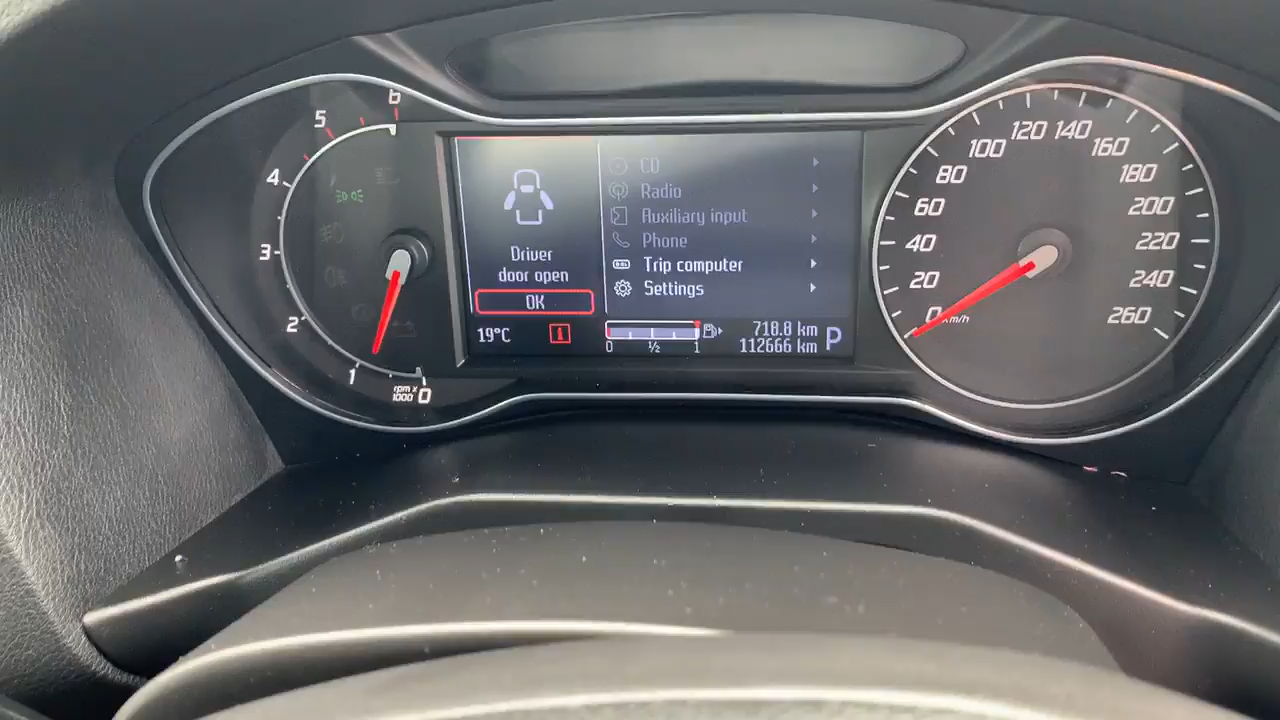 6
5
4
3
2
1
rpm x
1000
0
CD
Radio
Auxiliary input
Phone
Trip computer
Settings
Driver
door open
OK
19°C
0
½
1
718.8 km
112666 km
P
0
km/h
20
40
60
80
100
120
140
160
180
200
220
240
260